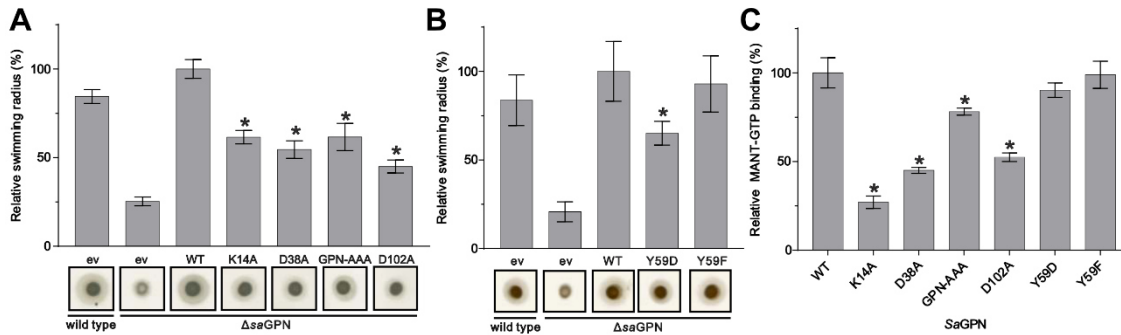 A
Relative swimming radius (%)
100
50
0
*
*
*
*
ev
ev
WT
K14A
D38A
GPN-AAA
D102A
wild type
ΔsaGPN
B
Relative swimming radius (%)
100
50
0
*
ev
ev
WT
Y59D
Y59F
wild type
ΔsaGPN
C
Relative MANT-GTP binding (%)
100
50
0
*
*
*
*
WT
K14A
D38A
GPN-AAA
D102A
Y59D
Y59F
SaGPN